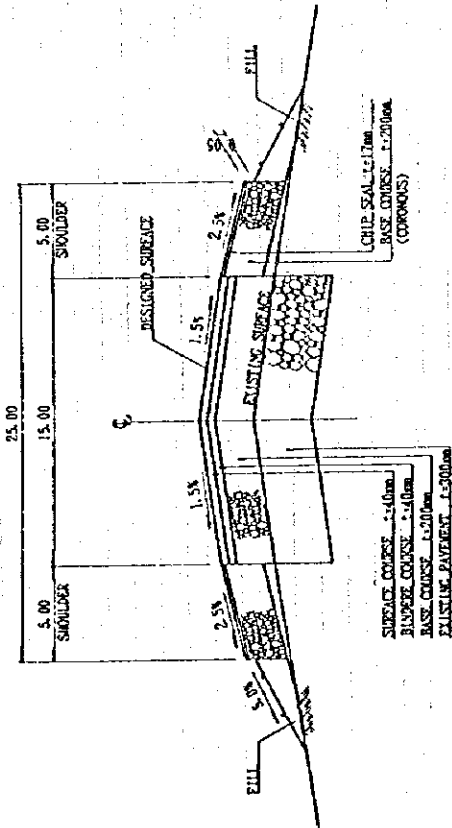 25.00
5.00 15.00 5.00
SHOULDER SHOULDER
DESIGNED SURFACE
℄
2.5% 1.5% 1.5% 2.5%
5.0%
FILL FILL
EXISTING SURFACE
CHIP SEAL t=17mm
BASE COURSE t=200mm
(CORONOUS)
SURFACE COURSE t=40mm
BINDERE COURSE t=40mm
BASE COURSE t=200mm
EXISTING PAVEMENT t=300mm